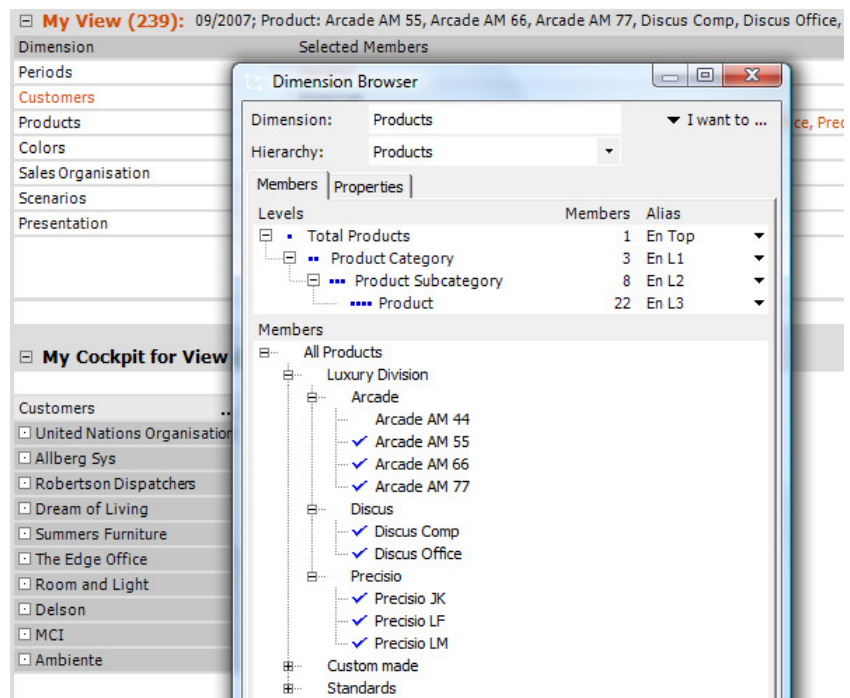 My View (239): 09/2007; Product: Arcade AM 55, Arcade AM 66, Arcade AM 77, Discus Comp, Discus Office,
Dimension Selected Members
Periods
Customers
Products
Colors
Sales Organisation
Scenarios
Presentation
ce, Prec
Dimension Browser
Dimension: Products I want to ...
Hierarchy: Products
Members Properties
Levels Members Alias
Total Products 1 En Top
Product Category 3 En L1
Product Subcategory 8 En L2
Product 22 En L3
Members
All Products
Luxury Division
Arcade
Arcade AM 44
Arcade AM 55
Arcade AM 66
Arcade AM 77
Discus
Discus Comp
Discus Office
Precisio
Precisio JK
Precisio LF
Precisio LM
Custom made
Standards
My Cockpit for View
Customers ..
United Nations Organisation
Allberg Sys
Robertson Dispatchers
Dream of Living
Summers Furniture
The Edge Office
Room and Light
Delson
MCI
Ambiente